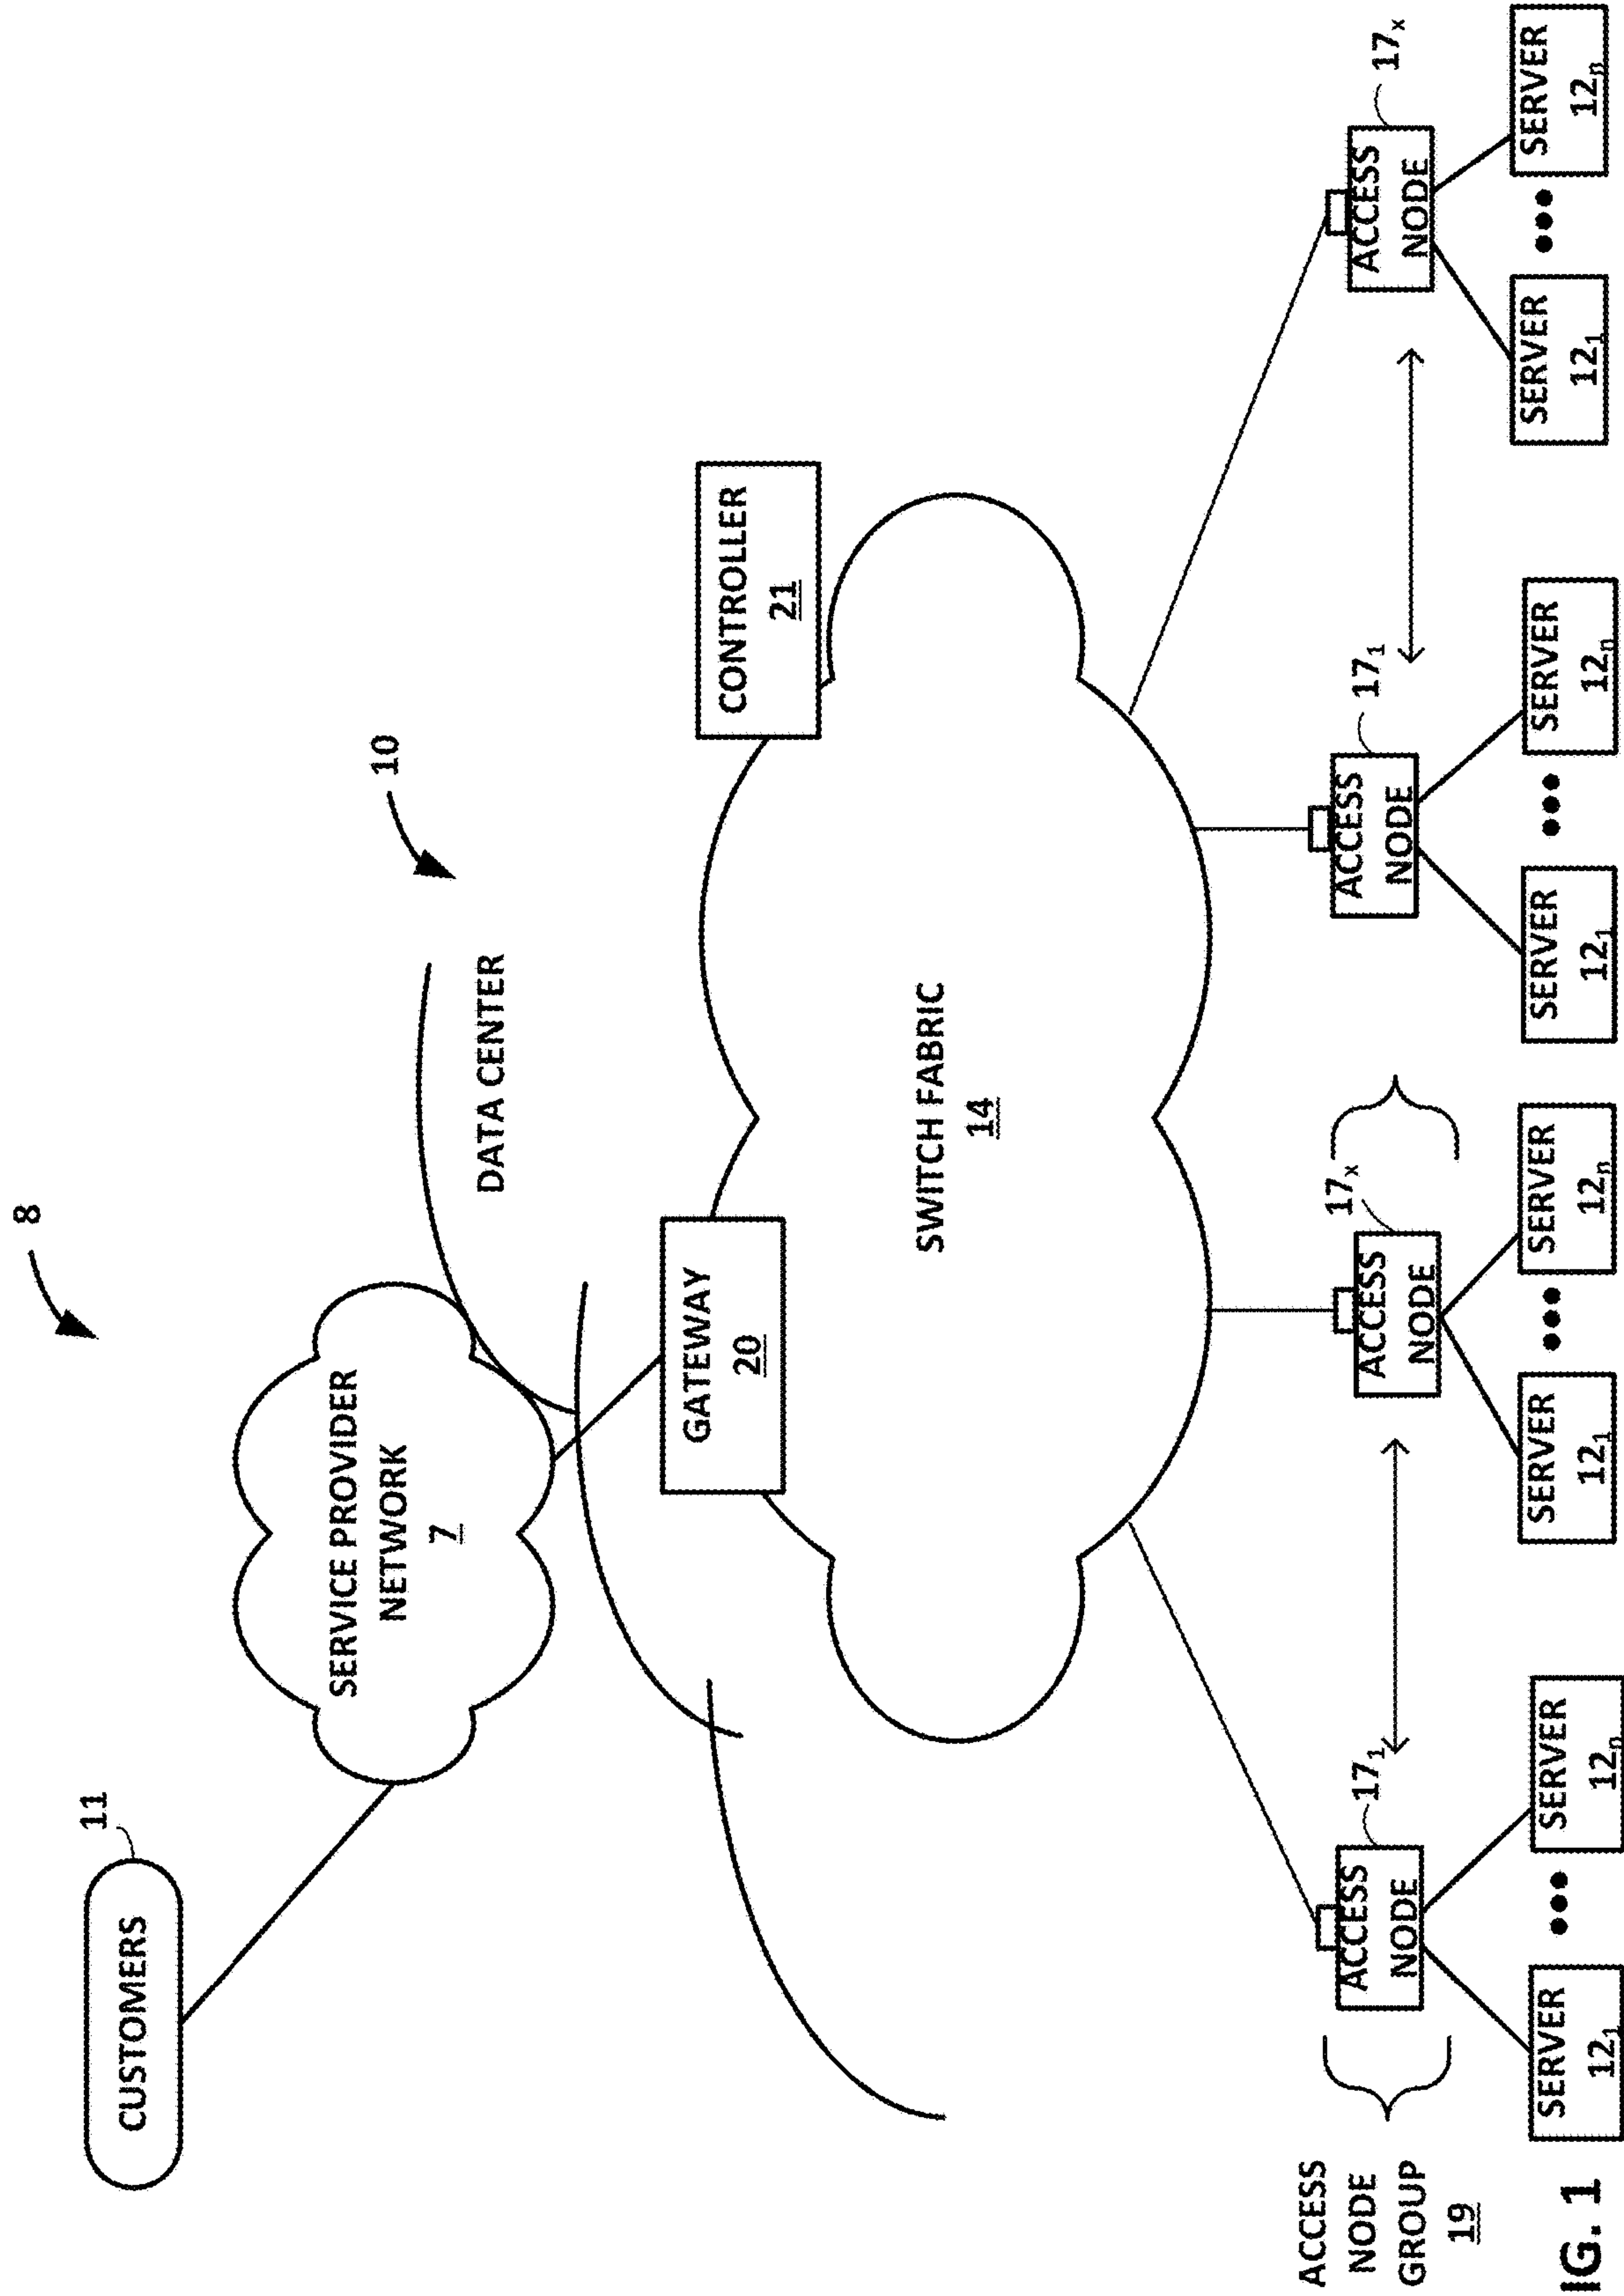 8
CUSTOMERS
11
SERVICE PROVIDER
NETWORK
7
10
DATA CENTER
GATEWAY
20
CONTROLLER
21
SWITCH FABRIC
14
ACCESS
NODE
GROUP
19
ACCESS
NODE
17₁
ACCESS
NODE
17ₓ
ACCESS
NODE
17₁
ACCESS
NODE
17ₓ
SERVER
12₁
SERVER
12ₙ
SERVER
12₁
SERVER
12ₙ
SERVER
12₁
SERVER
12ₙ
SERVER
12₁
SERVER
12ₙ
IG. 1